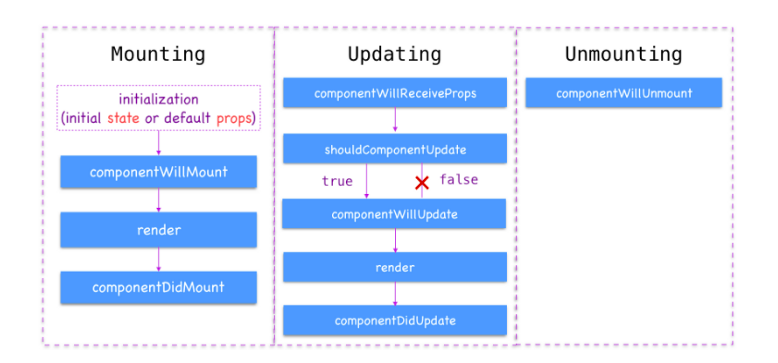 Mounting
initialization
(initial state or default props)
componentWillMount
render
componentDidMount
Updating
componentWillReceiveProps
shouldComponentUpdate
true
false
componentWillUpdate
render
componentDidUpdate
Unmounting
componentWillUnmount